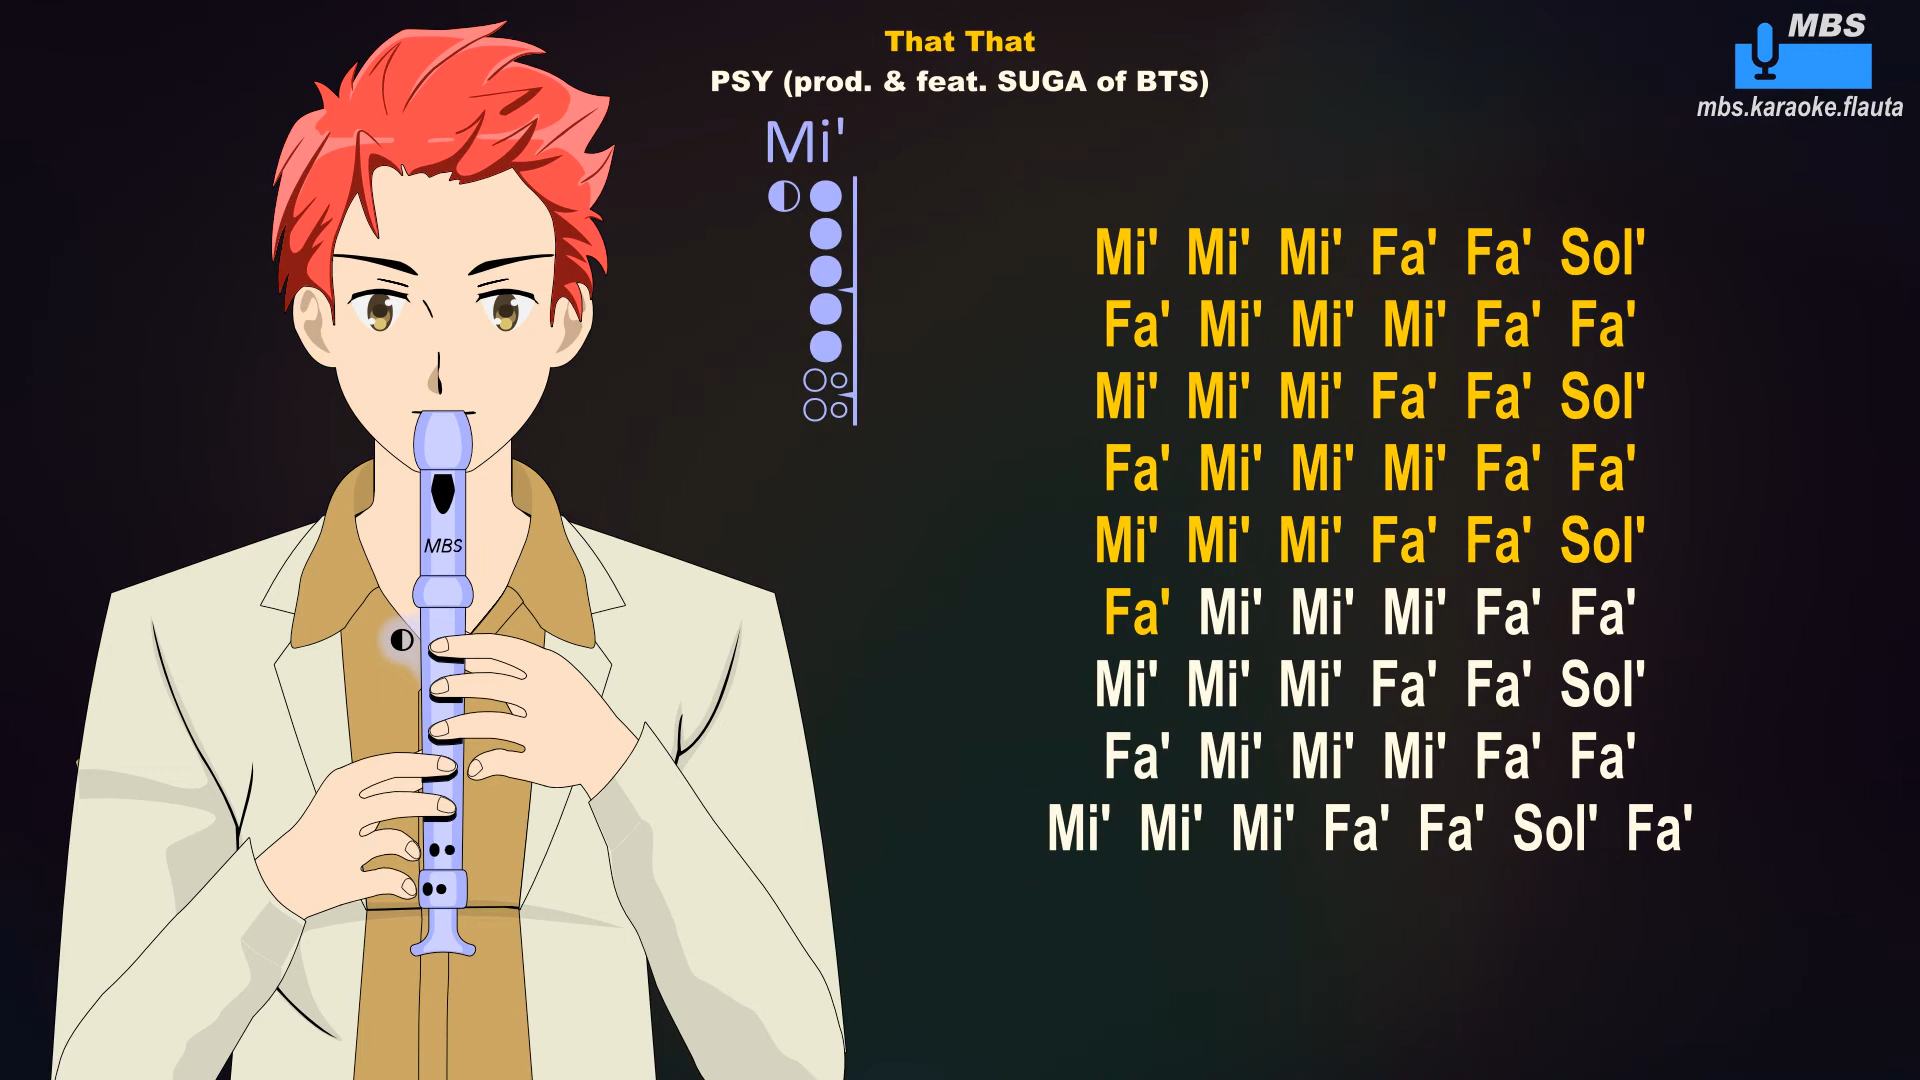 That That
PSY (prod. & feat. SUGA of BTS)
MBS
mbs.karaoke.flauta
Mi'
Mi' Mi' Mi' Fa' Fa' Sol'
Fa' Mi' Mi' Mi' Fa' Fa'
Mi' Mi' Mi' Fa' Fa' Sol'
Fa' Mi' Mi' Mi' Fa' Fa'
Mi' Mi' Mi' Fa' Fa' Sol'
Fa' Mi' Mi' Mi' Fa' Fa'
Mi' Mi' Mi' Fa' Fa' Sol'
Fa' Mi' Mi' Mi' Fa' Fa'
Mi' Mi' Mi' Fa' Fa' Sol' Fa'
MBS